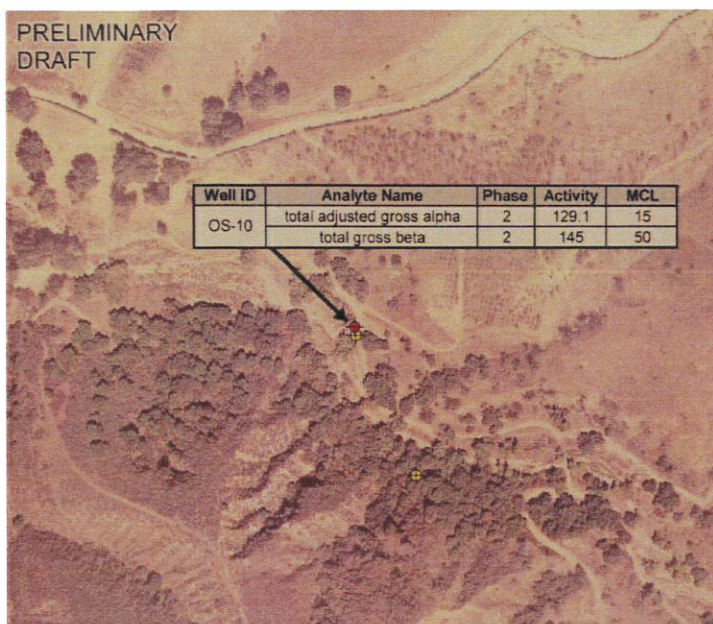 PRELIMINARY
DRAFT
Well ID Analyte Name Phase Activity MCL
OS-10 total adjusted gross alpha 2 129.1 15
total gross beta 2 145 50